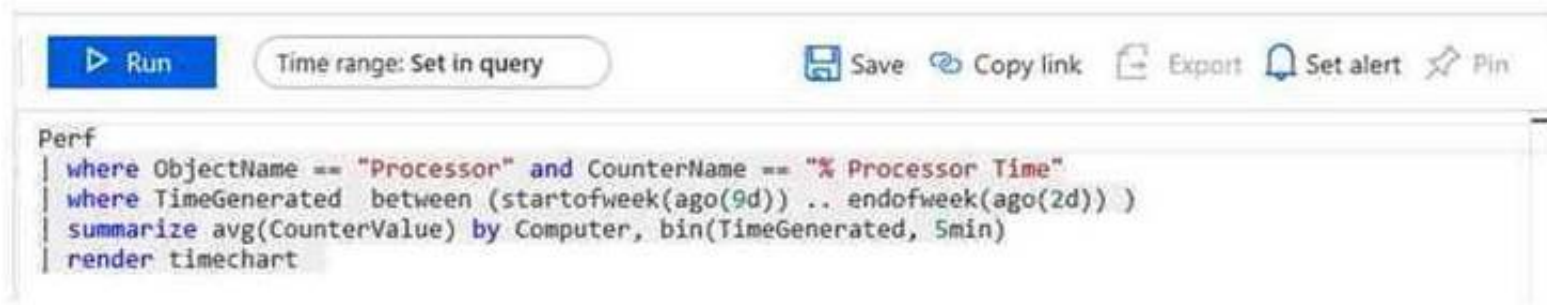 Run Time range: Set in query Save Copy link Export Set alert Pin
Perf
| where ObjectName == "Processor" and CounterName == "% Processor Time"
| where TimeGenerated between (startofweek(ago(9d)) .. endofweek(ago(2d)) )
| summarize avg(CounterValue) by Computer, bin(TimeGenerated, 5min)
| render timechart